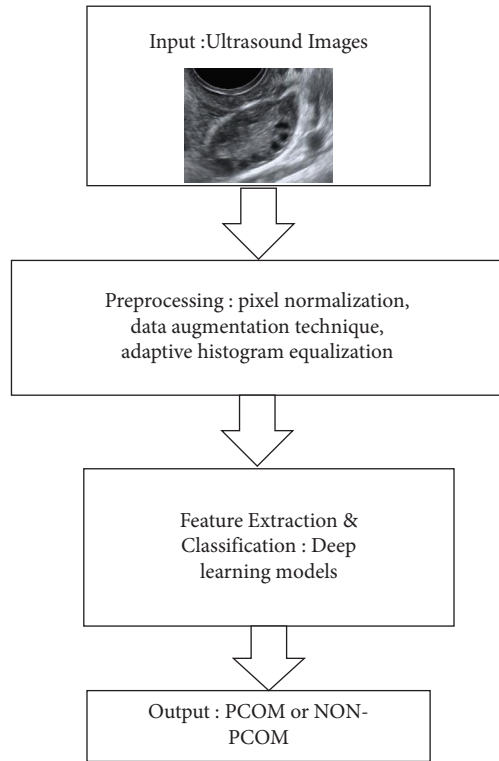 Input :Ultrasound Images
Preprocessing : pixel normalization,
data augmentation technique,
adaptive histogram equalization
Feature Extraction &
Classification : Deep
learning models
Output : PCOM or NON-
PCOM